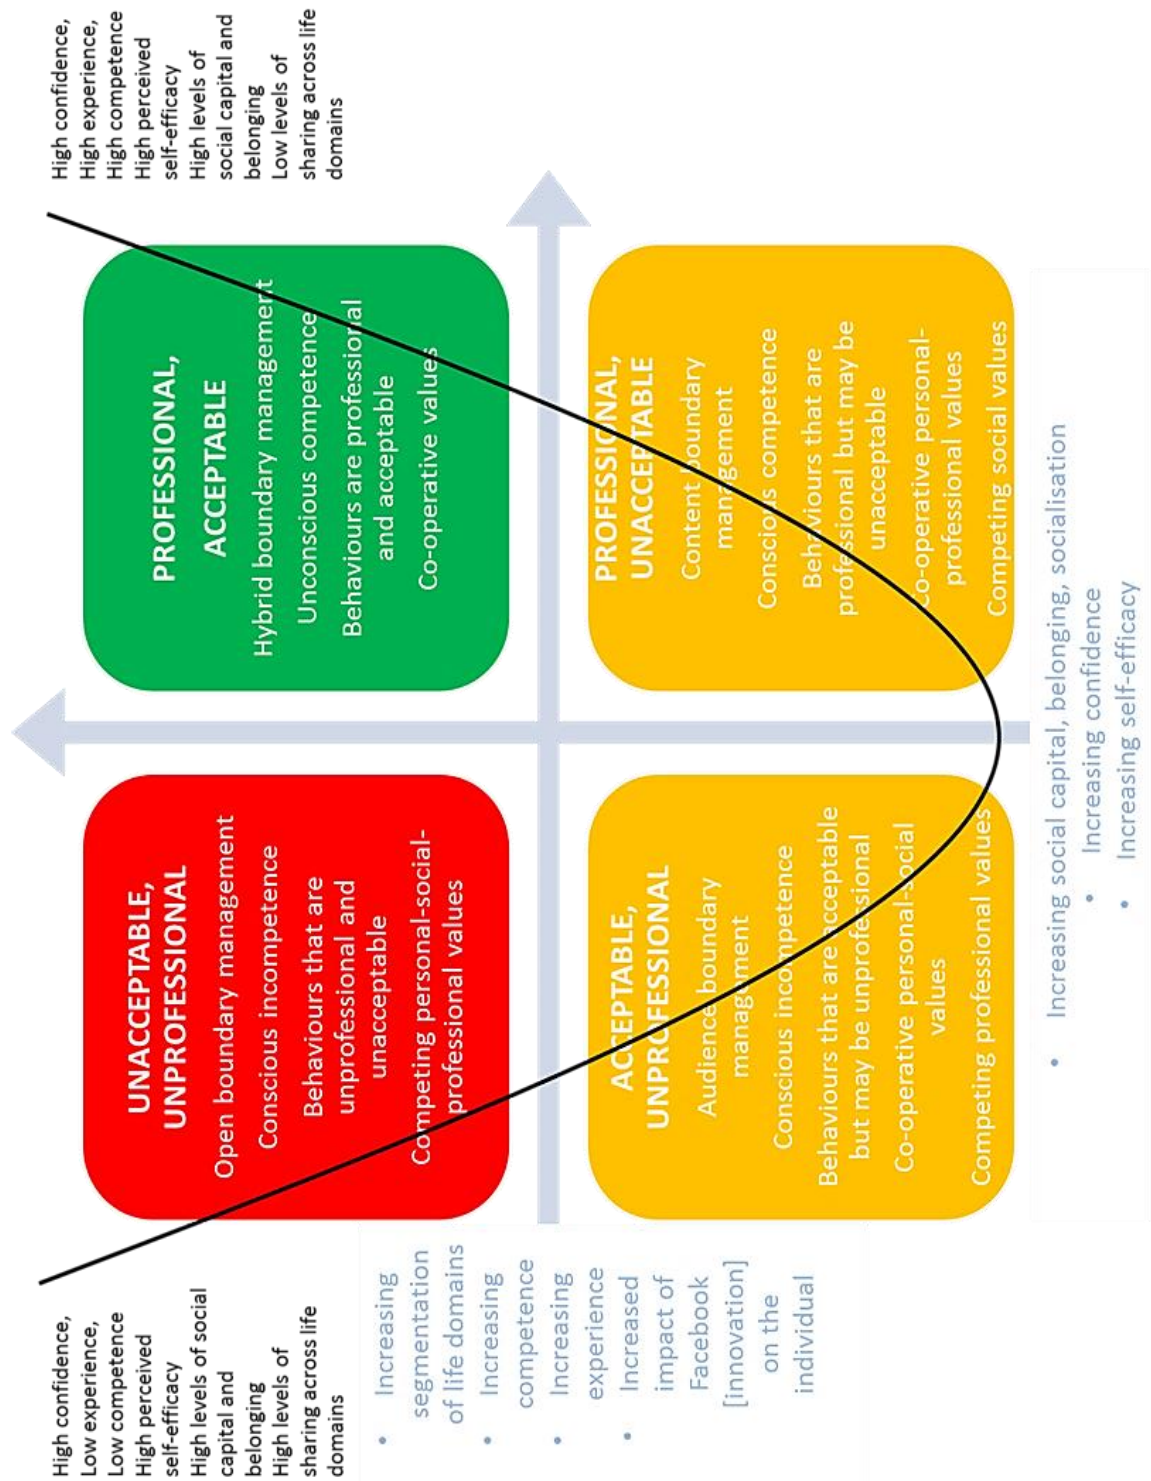 High confidence,
Low experience,
Low competence
High perceived
self-efficacy
High levels of social
capital and
belonging
High levels of
sharing across life
domains
High confidence,
High experience,
High competence
High perceived
self-efficacy
High levels of
social capital and
belonging
Low levels of
sharing across life
domains
UNACCEPTABLE,
UNPROFESSIONAL
Open boundary management
Conscious incompetence
Behaviours that are
unprofessional and
unacceptable
Competing personal-social-
professional values
PROFESSIONAL,
ACCEPTABLE
Hybrid boundary management
Unconscious competence
Behaviours are professional
and acceptable
Co-operative values
• Increasing
segmentation
of life domains
• Increasing
competence
• Increasing
experience
• Increased
impact of
Facebook
[innovation]
on the
individual
ACCEPTABLE,
UNPROFESSIONAL
Audience boundary
management
Conscious incompetence
Behaviours that are acceptable
but may be unprofessional
Co-operative personal-social
values
Competing professional values
PROFESSIONAL,
UNACCEPTABLE
Content boundary
management
Conscious competence
Behaviours that are
professional but may be
unacceptable
Co-operative personal-
professional values
Competing social values
• Increasing social capital, belonging, socialisation
• Increasing confidence
• Increasing self-efficacy